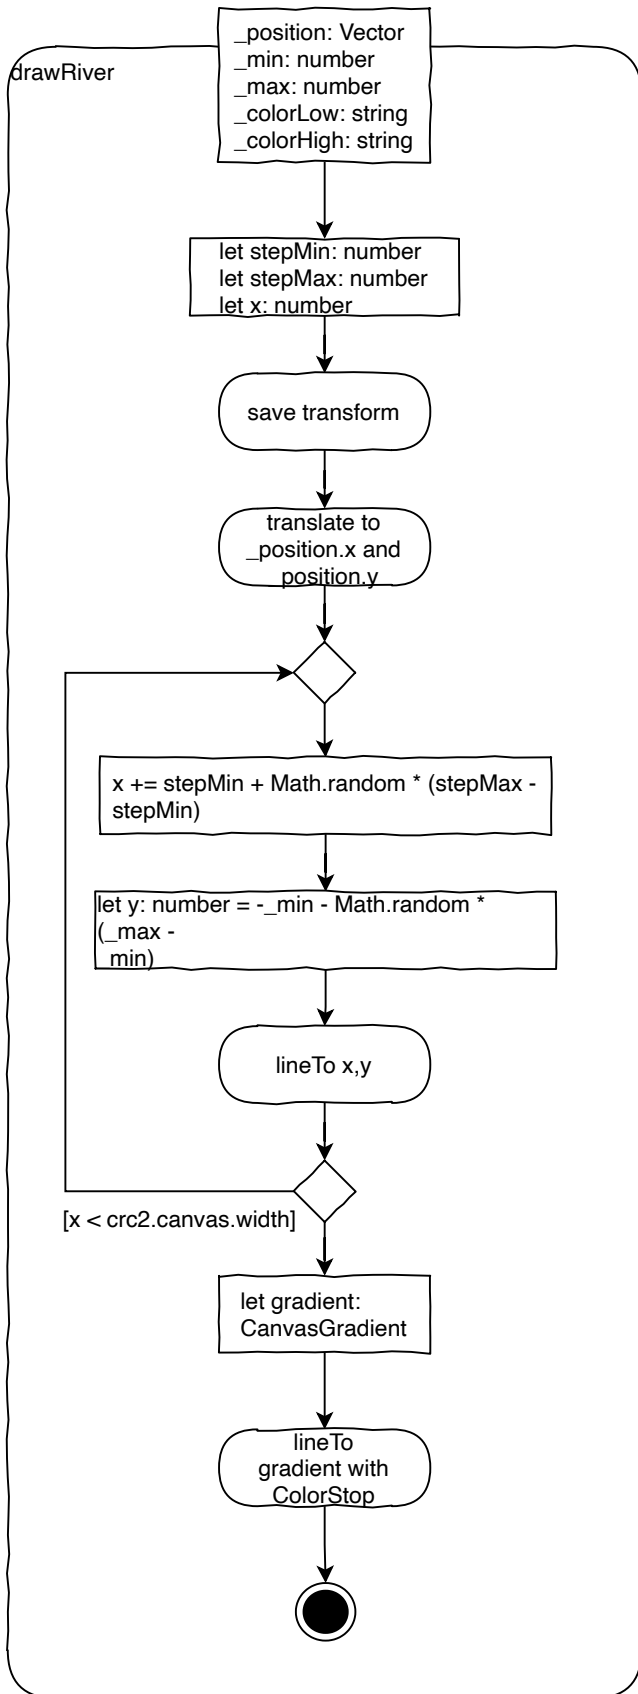 _position: Vector
_min: number
_max: number
_colorLow: string
_colorHigh: string
drawRiver
let stepMin: number
let stepMax: number
let x: number
save transform
translate to
_position.x and
position.y
x += stepMin + Math.random * (stepMax -
stepMin)
let y: number = -_min - Math.random *
(_max -
_min)
lineTo x,y
[x < crc2.canvas.width]
let gradient:
CanvasGradient
lineTo
gradient with
ColorStop